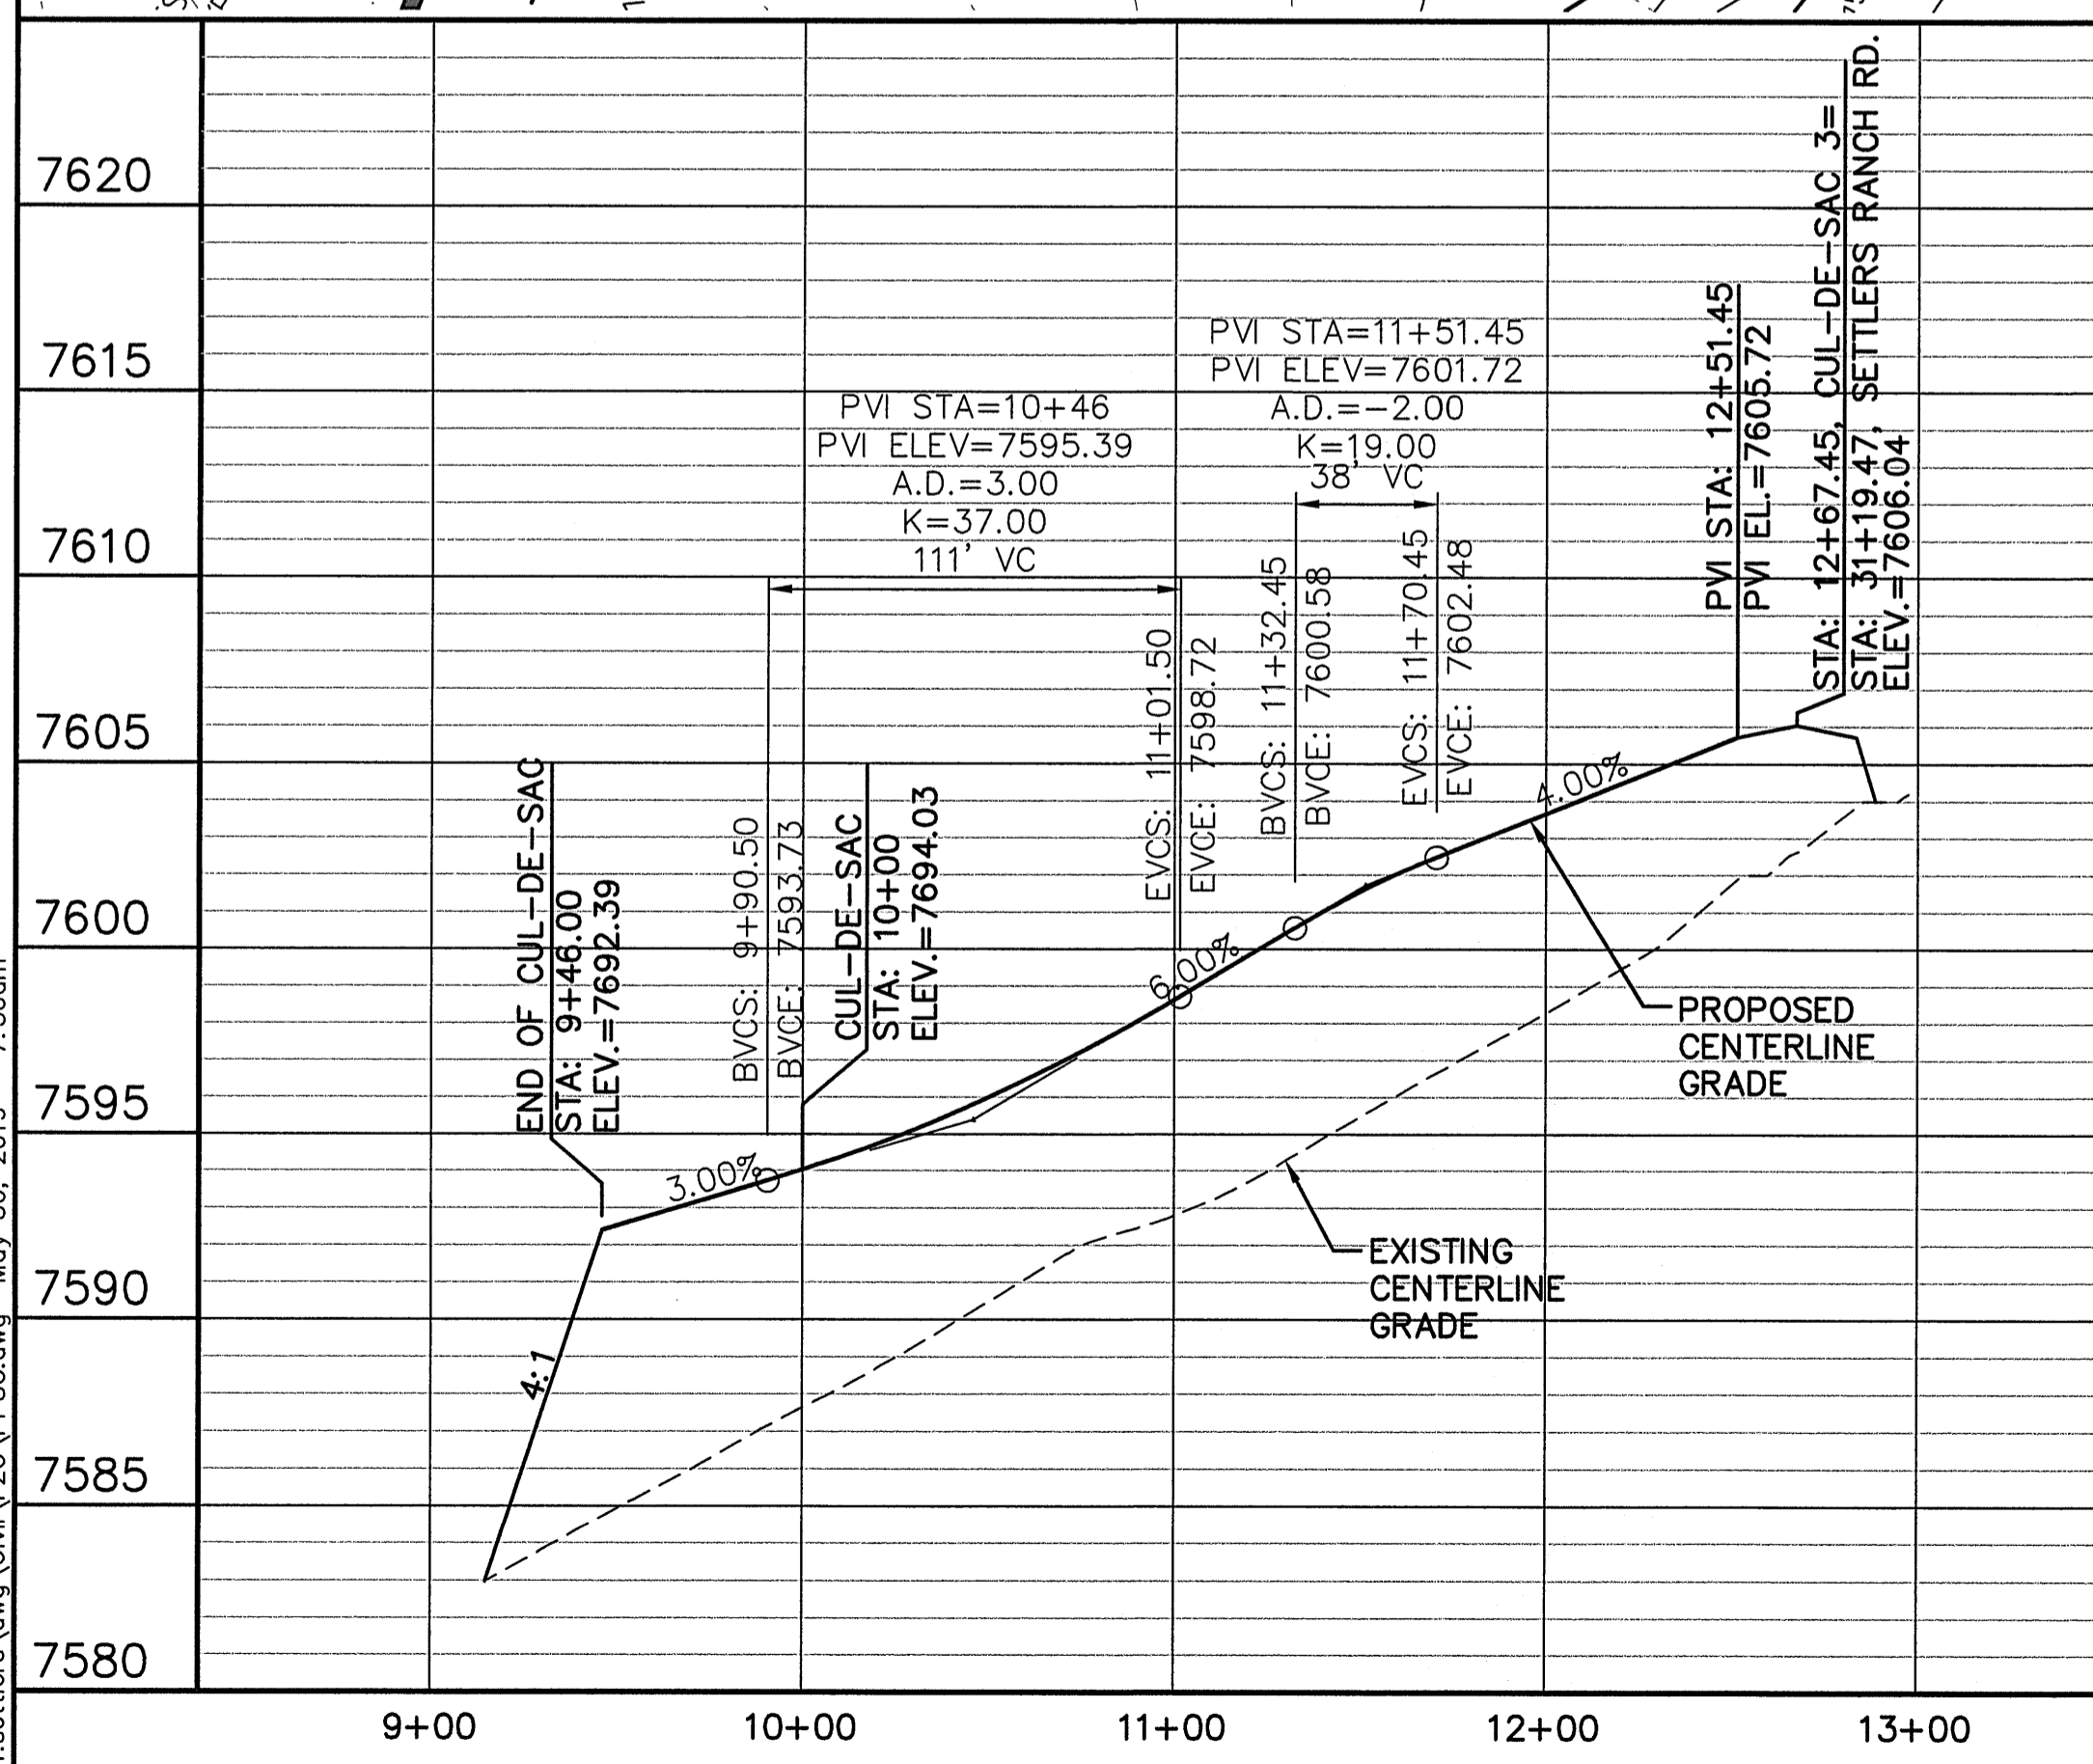 7620
7615
7610
7605
7600
7595
7590
7585
7580
PVI STA=10+46
PVI ELEV=7595.39
A.D.=3.00
K=37.00
111' VC
PVI STA=11+51.45
PVI ELEV=7601.72
A.D.=-2.00
K=19.00
38' VC
END OF CUL-DE-SAC
STA: 9+46.00
ELEV.=7692.39
BVCS: 9+90.50
BVCE: 7593.73
CUL-DE-SAC
STA: 10+00
ELEV.=7694.03
EVCS: 11+01.50
EVCE: 7598.72
BVCS: 11+32.45
BVCE: 7600.58
EVCS: 11+70.45
EVCE: 7602.48
PVI STA: 12+51.45
PVI EL.=7605.72
STA: 12+67.45, CUL-DE-SAC 3=
STA: 31+19.47, SETTLERS RANCH RD.
ELEV.=7606.04
3.00%
6.00%
4.00%
4:1
PROPOSED
CENTERLINE
GRADE
EXISTING
CENTERLINE
GRADE
9+00
10+00
11+00
12+00
13+00